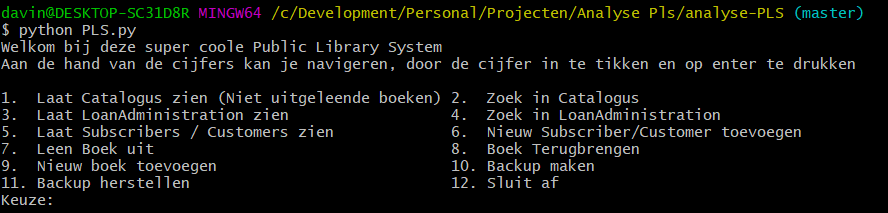 davin@DESKTOP-SC31D8R MINGW64 /c/Development/Personal/Projecten/Analyse Pls/analyse-PLS (master)
$ python PLS.py
Welkom bij deze super coole Public Library System
Aan de hand van de cijfers kan je navigeren, door de cijfer in te tikken en op enter te drukken
1. Laat Catalogus zien (Niet uitgeleende boeken) 2. Zoek in Catalogus
3. Laat LoanAdministration zien 4. Zoek in LoanAdministration
5. Laat Subscribers / Customers zien 6. Nieuw Subscriber/Customer toevoegen
7. Leen Boek uit 8. Boek Terugbrengen
9. Nieuw boek toevoegen 10. Backup maken
11. Backup herstellen 12. Sluit af
Keuze: